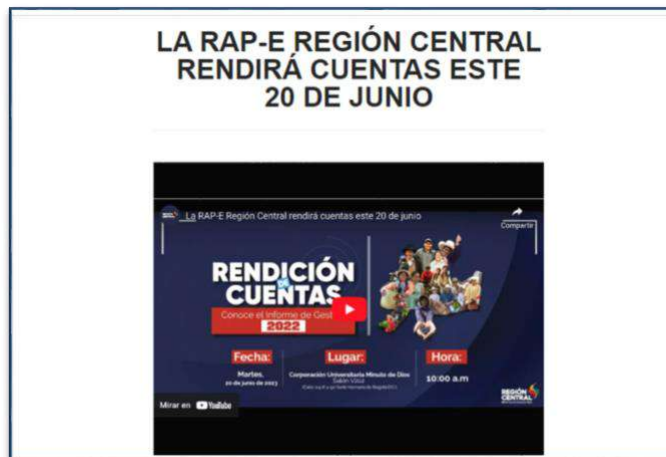 LA RAP-E REGIÓN CENTRAL
RENDIRÁ CUENTAS ESTE
20 DE JUNIO
La RAP-E Región Central rendirá cuentas este 20 de junio
Compartir
RENDICIÓN
DE
CUENTAS
Conoce el Informe de Gest
2022
Fecha:
Martes,
20 de junio de 2023
Lugar:
Corporación Universitaria Minuto de Dios
Salón
Hora:
10:00 a.m
Mirar en YouTube
REGIÓN
CENTRAL